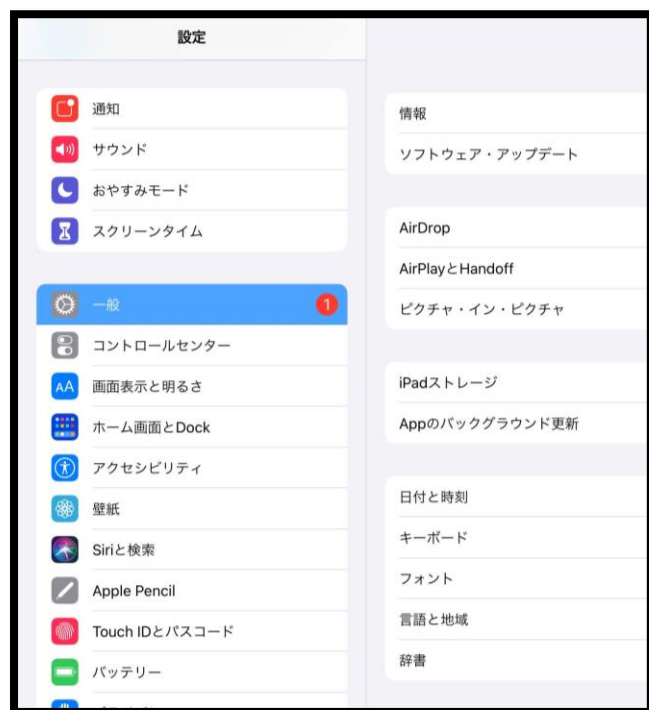 設定
通知
サウンド
おやすみモード
スクリーンタイム
一般
1
コントロールセンター
AA
画面表示と明るさ
ホーム画面とDock
アクセシビリティ
壁紙
Siriと検索
Apple Pencil
Touch IDとパスコード
バッテリー
情報
ソフトウェア・アップデート
AirDrop
AirPlayとHandoff
ピクチャ・イン・ピクチャ
iPadストレージ
Appのバックグラウンド更新
日付と時刻
キーボード
フォント
言語と地域
辞書